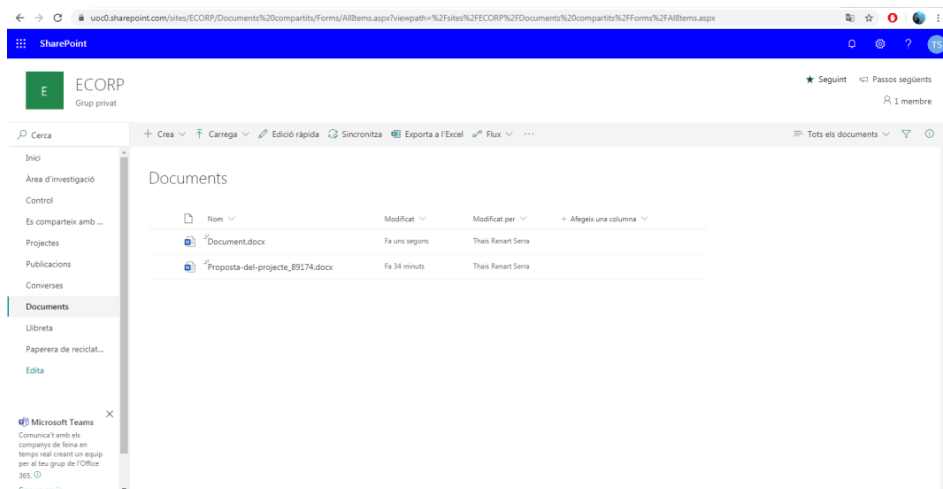 uoc0.sharepoint.com/sites/ECORP/Documents%20compartits/Forms/AllItems.aspx?viewpath=%2Fsites%2FECORP%2FDocuments%20compartits%2FForms%2FAllItems.aspx
SharePoint
?
TS
E
ECORP
Grup privat
Seguint
Passos següents
1 membre
Cerca
Crea
Carrega
Edició ràpida
Sincronitza
Exporta a l'Excel
Flux
Tots els documents
Inici
Àrea d'investigació
Control
Es comparteix amb ...
Projectes
Publicacions
Converses
Documents
Llibreta
Paperera de reciclat...
Edita
Documents
Nom
Modificat
Modificat per
+ Afegeix una columna
Document.docx
Fa uns segons
Thais Renart Serra
Proposta-del-projecte_89174.docx
Fa 34 minuts
Thais Renart Serra
Microsoft Teams
Comunica't amb els
companys de feina en
temps real creant un equip
per al teu grup de l'Office
365.